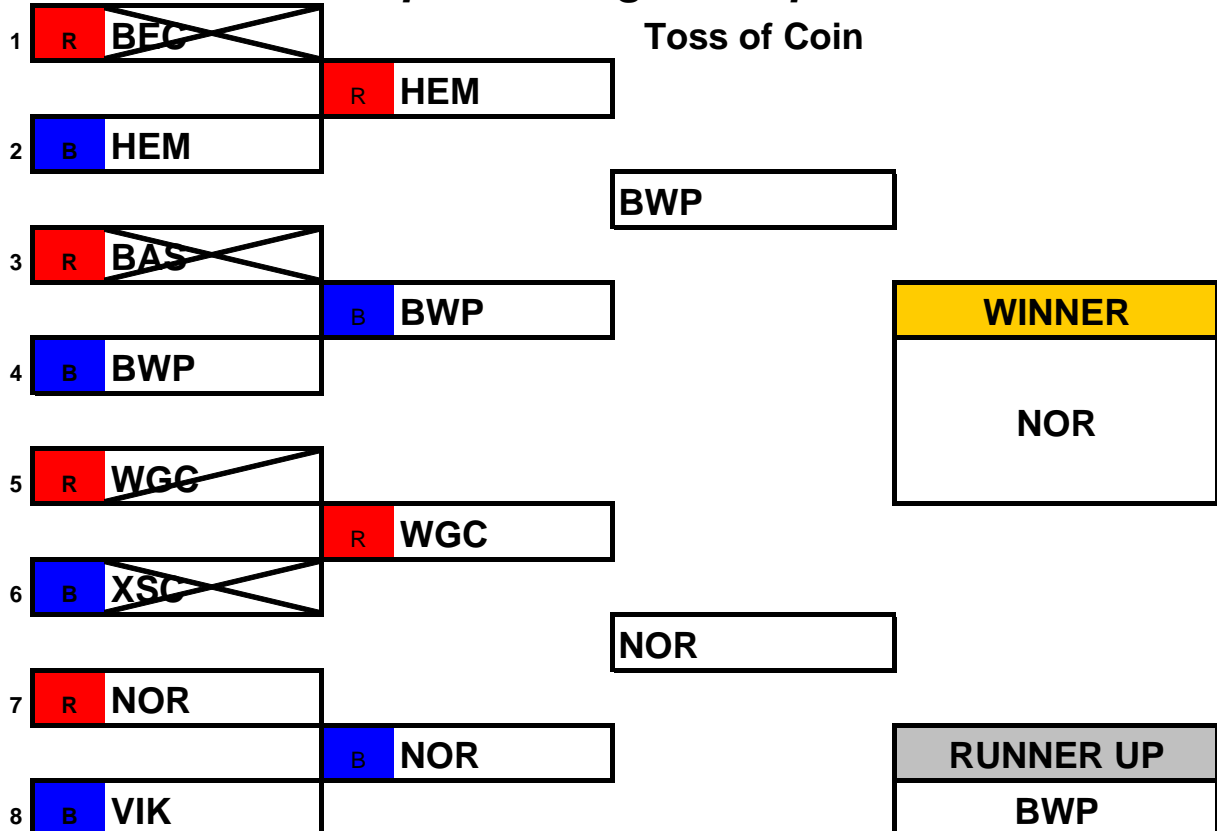 1 R BEC
Toss of Coin
R HEM
2 B HEM
BWP
3 R BAS
B BWP
WINNER
4 B BWP
NOR
5 R WGC
R WGC
6 B XSC
NOR
7 R NOR
B NOR
RUNNER UP
8 B VIK
BWP